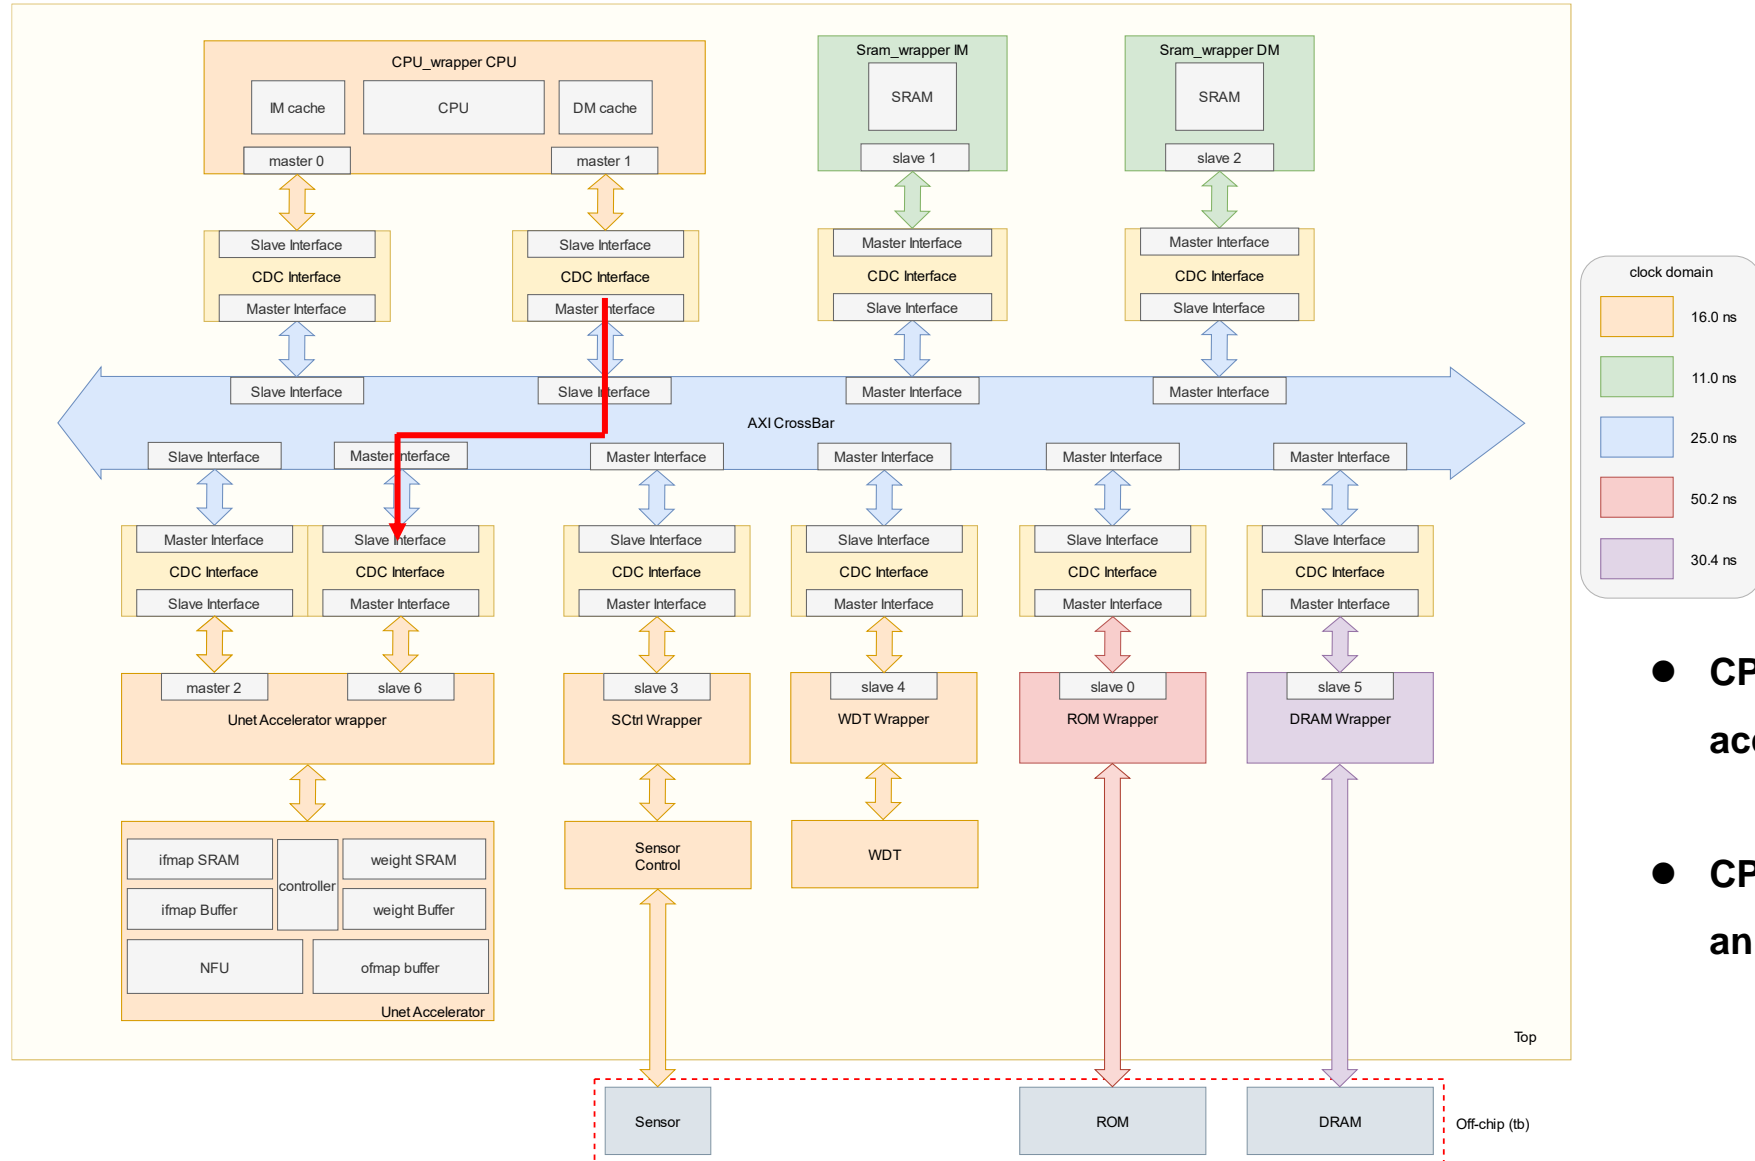 CPU_wrapper CPU
IM cache
CPU
DM cache
master 0
master 1
Sram_wrapper IM
SRAM
slave 1
Sram_wrapper DM
SRAM
slave 2
Slave Interface
CDC Interface
Master Interface
Slave Interface
CDC Interface
Master Interface
Master Interface
CDC Interface
Slave Interface
Master Interface
CDC Interface
Slave Interface
Slave Interface
Slave Interface
Master Interface
Master Interface
AXI CrossBar
Slave Interface
Master Interface
Master Interface
Master Interface
Master Interface
Master Interface
Master Interface
CDC Interface
Slave Interface
Slave Interface
CDC Interface
Master Interface
Slave Interface
CDC Interface
Master Interface
Slave Interface
CDC Interface
Master Interface
Slave Interface
CDC Interface
Master Interface
Slave Interface
CDC Interface
Master Interface
master 2
slave 6
Unet Accelerator wrapper
slave 3
SCtrl Wrapper
slave 4
WDT Wrapper
slave 0
ROM Wrapper
slave 5
DRAM Wrapper
ifmap SRAM
controller
weight SRAM
ifmap Buffer
weight Buffer
NFU
ofmap buffer
Unet Accelerator
Sensor
Control
WDT
Top
Sensor
ROM
DRAM
Off-chip (tb)
clock domain
16.0 ns
11.0 ns
25.0 ns
50.2 ns
30.4 ns